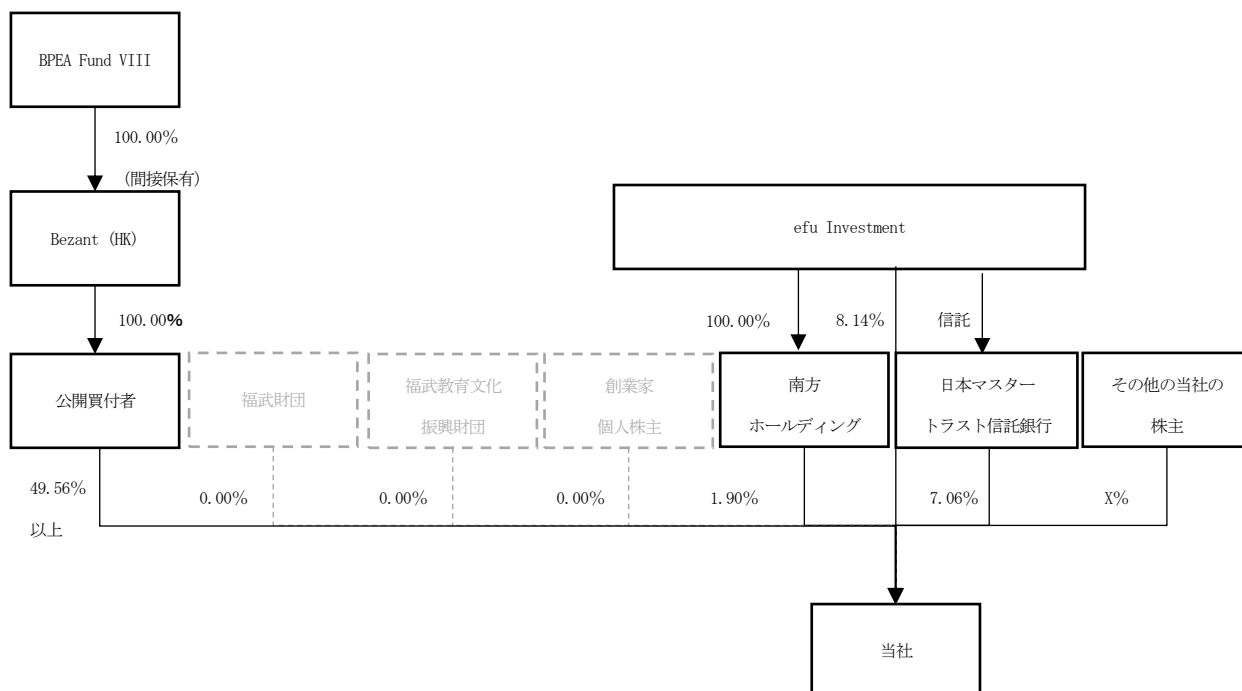 BPEA Fund VIII
100.00%
(間接保有)
Bezant (HK)
efu Investment
100.00%
100.00%
8.14%
信託
公開買付者
福武財団
福武教育文化
振興財団
創業家
個人株主
南方
ホールディング
日本マスター
トラスト信託銀行
その他の当社の
株主
49.56%
以上
0.00%
0.00%
0.00%
1.90%
7.06%
X%
当社